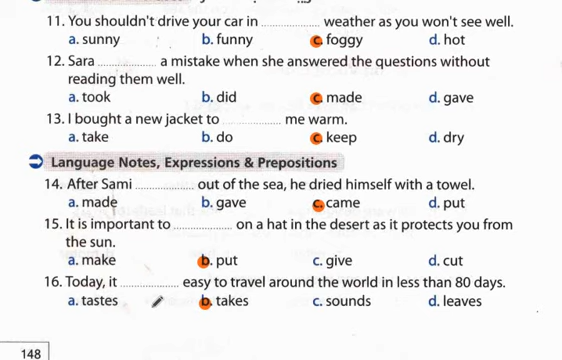 11. You shouldn't drive your car in .................... weather as you won't see well.
a. sunny b. funny c. foggy d. hot
12. Sara .................... a mistake when she answered the questions without
reading them well.
a. took b. did c. made d. gave
13. I bought a new jacket to .................... me warm.
a. take b. do c. keep d. dry
Language Notes, Expressions & Prepositions
14. After Sami .................... out of the sea, he dried himself with a towel.
a. made b. gave c. came d. put
15. It is important to .................... on a hat in the desert as it protects you from
the sun.
a. make b. put c. give d. cut
16. Today, it .................... easy to travel around the world in less than 80 days.
a. tastes b. takes c. sounds d. leaves
148